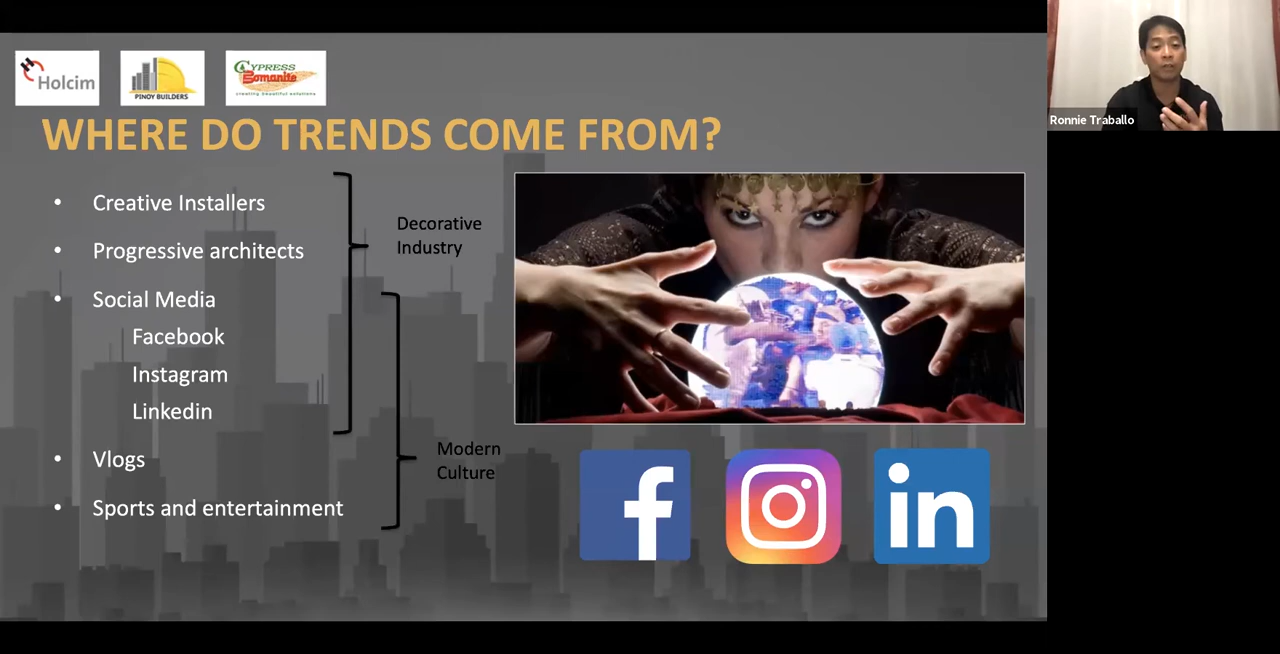 Holcim
PINOY BUILDERS
CYPRESS
Bomanite
creating beautiful solutions
WHERE DO TRENDS COME FROM?
• Creative Installers
• Progressive architects
• Social Media
Facebook
Instagram
Linkedin
• Vlogs
• Sports and entertainment
Decorative
Industry
Modern
Culture
f
in
Ronnie Traballo